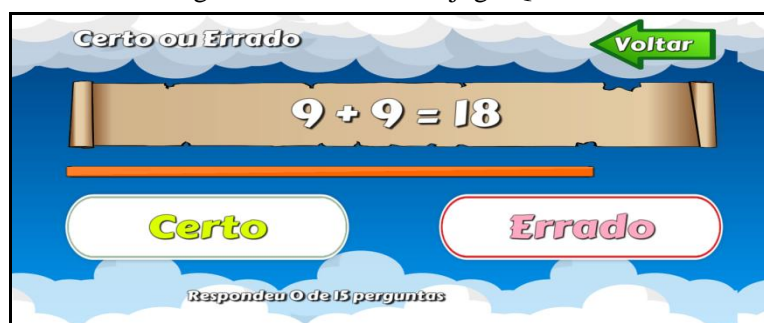 Certo ou Errado
Voltar
9 + 9 = 18
Certo
Errado
Respondeu 0 de 15 perguntas